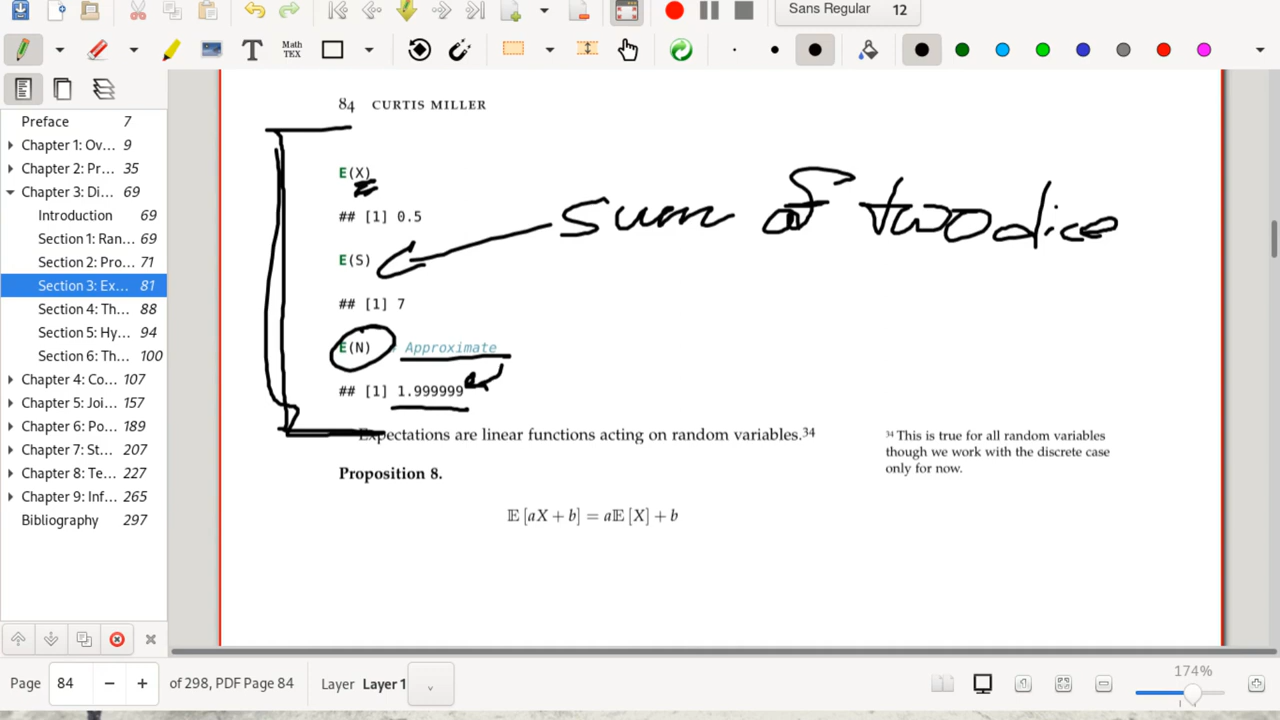 Sans Regular 12
Math
TEX
Preface 7
Chapter 1: Ov... 9
Chapter 2: Pr... 35
Chapter 3: Di... 69
Introduction 69
Section 1: Ran... 69
Section 2: Pro... 71
Section 3: Ex... 81
Section 4: Th... 88
Section 5: Hy... 94
Section 6: Th... 100
Chapter 4: Co... 107
Chapter 5: Joi... 157
Chapter 6: Po... 189
Chapter 7: St... 207
Chapter 8: Te... 227
Chapter 9: Inf... 265
Bibliography 297
84 CURTIS MILLER
E(X)
## [1] 0.5
sum of two dice
E(S)
## [1] 7
E(N) # Approximate
## [1] 1.999999
Expectations are linear functions acting on random variables.³⁴
³⁴ This is true for all random variables
though we work with the discrete case
only for now.
Proposition 8.
𝔼 [aX + b] = a𝔼 [X] + b
Page 84 of 298, PDF Page 84 Layer Layer 1
174%